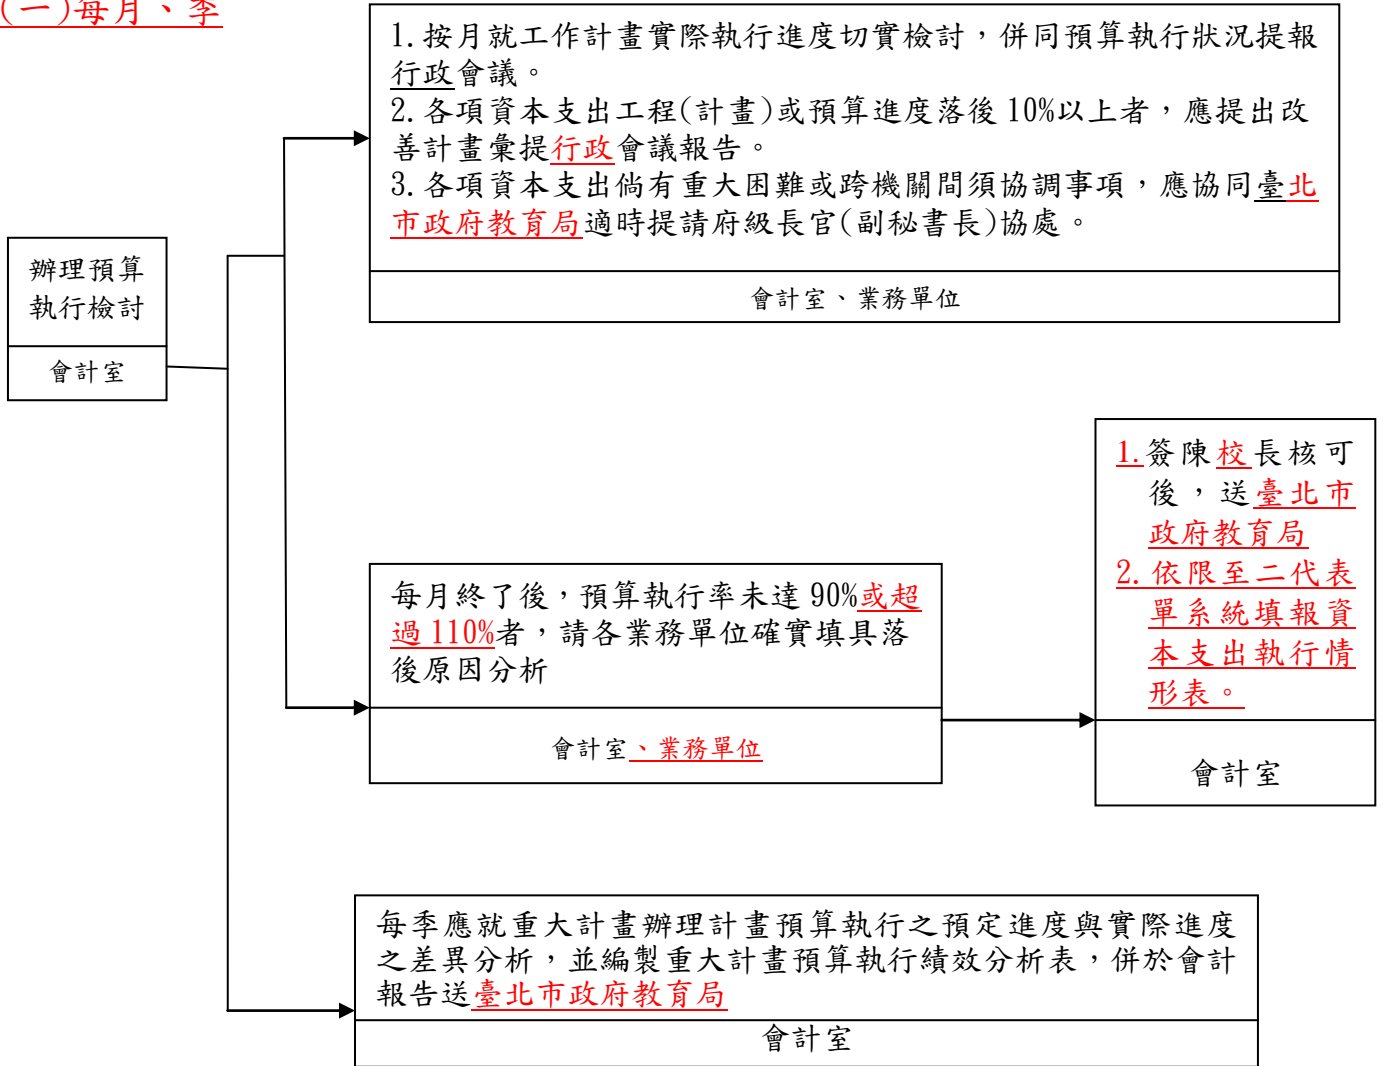 (一)每月、季
1.按月就工作計畫實際執行進度切實檢討，併同預算執行狀況提報
行政會議。
2.各項資本支出工程(計畫)或預算進度落後10%以上者，應提出改
善計畫彙提行政會議報告。
3.各項資本支出倘有重大困難或跨機關間須協調事項，應協同臺北
市政府教育局適時提請府級長官(副秘書長)協處。
會計室、業務單位
辦理預算
執行檢討
會計室
每月終了後，預算執行率未達90%或超
過110%者，請各業務單位確實填具落
後原因分析
會計室、業務單位
1.簽陳校長核可
後，送臺北市
政府教育局
2.依限至二代表
單系統填報資
本支出執行情
形表。
會計室
每季應就重大計畫辦理計畫預算執行之預定進度與實際進度
之差異分析，並編製重大計畫預算執行績效分析表，併於會計
報告送臺北市政府教育局
會計室